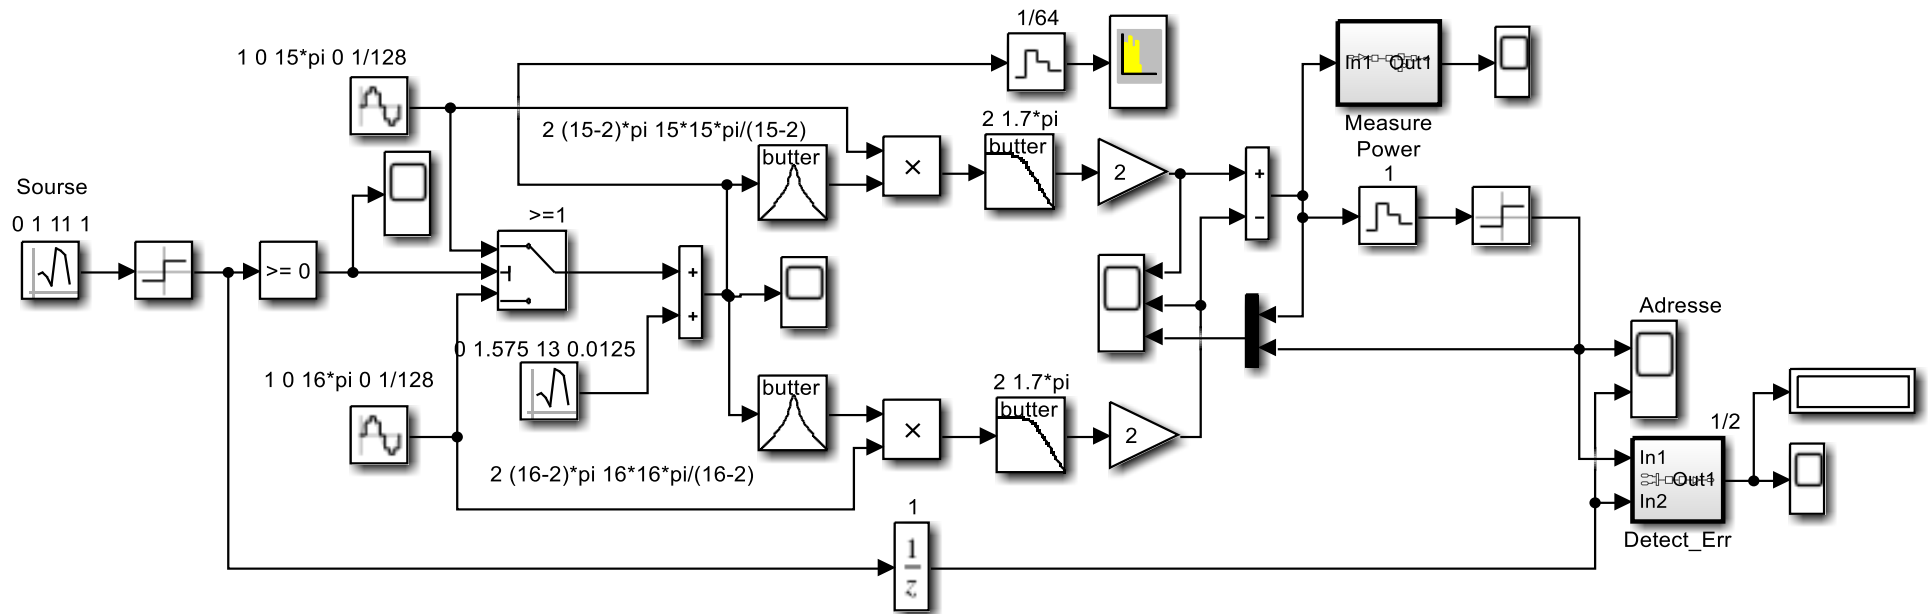 1/64
1 0 15*pi 0 1/128
In1 Out1
2 (15-2)*pi 15*15*pi/(15-2)
2 1.7*pi
Measure
Power
butter
butter
×
2
+
−
1
Sourse
0 1 11 1
>=1
>= 0
+
+
Adresse
0 1.575 13 0.0125
1 0 16*pi 0 1/128
butter
2 1.7*pi
butter
×
2
1/2
In1
Out1
In2
2 (16-2)*pi 16*16*pi/(16-2)
Detect_Err
1
1
z